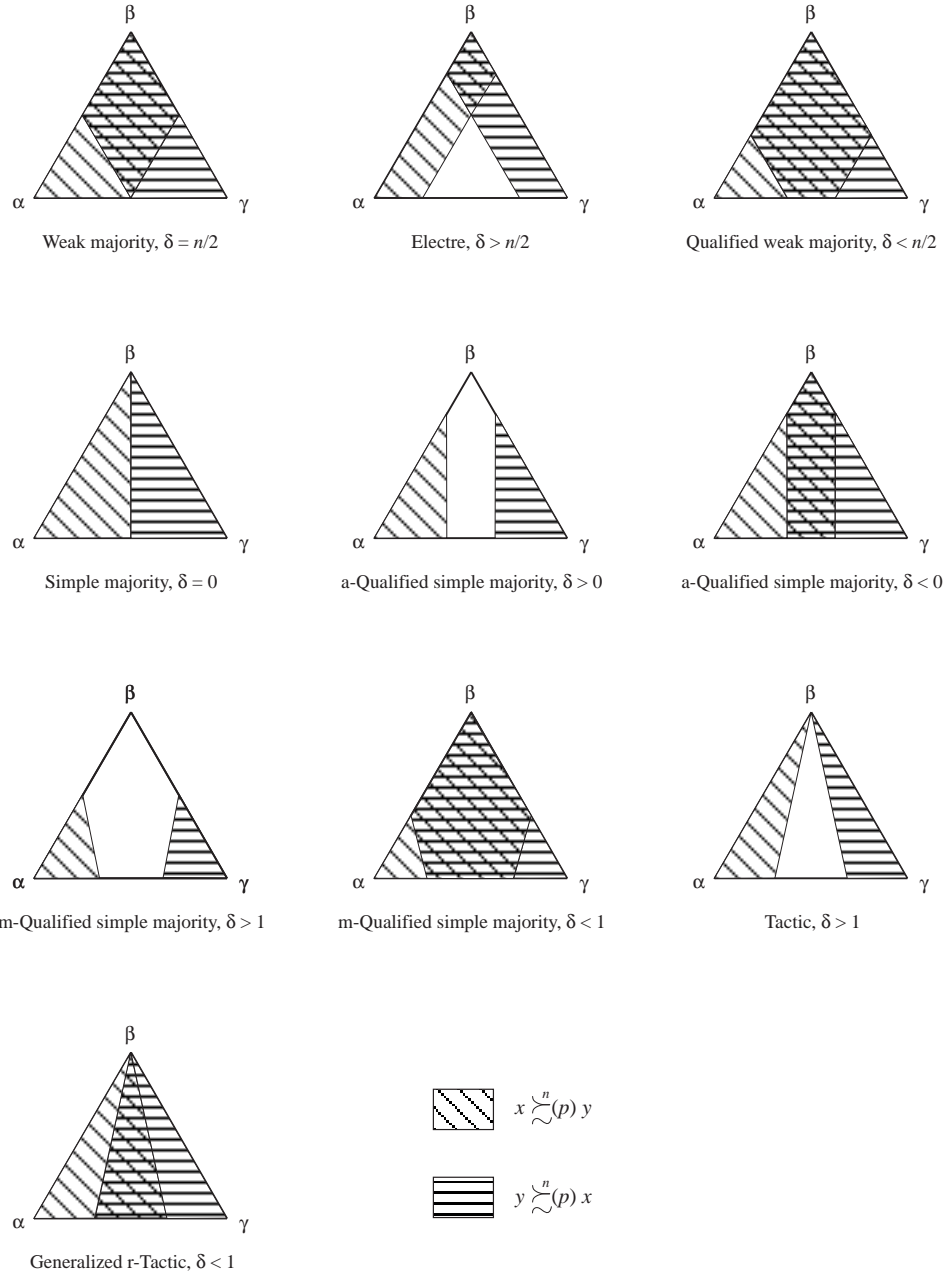 β β β
α γ α γ α γ
Weak majority, δ = n/2 Electre, δ > n/2 Qualified weak majority, δ < n/2
β β β
α γ α γ α γ
Simple majority, δ = 0 a-Qualified simple majority, δ > 0 a-Qualified simple majority, δ < 0
β β β
α γ α γ α γ
m-Qualified simple majority, δ > 1 m-Qualified simple majority, δ < 1 Tactic, δ > 1
β
x ≿ⁿ(p) y
y ≿ⁿ(p) x
α γ
Generalized r-Tactic, δ < 1